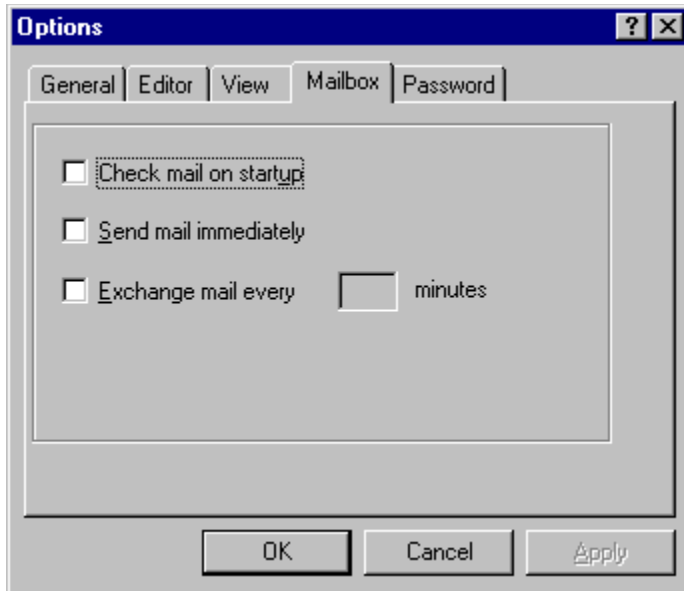 Options
General Editor View Mailbox Password
Check mail on startup
Send mail immediately
Exchange mail every minutes
OK Cancel Apply